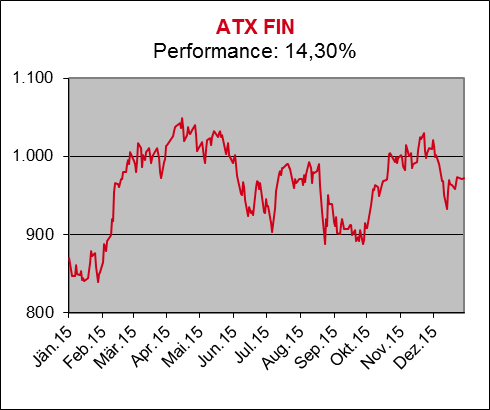 ATX FIN
Performance: 14,30%
1.100
1.000
900
800
Jän.15
Feb.15
Mär.15
Apr.15
Mai.15
Jun.15
Jul.15
Aug.15
Sep.15
Okt.15
Nov.15
Dez.15